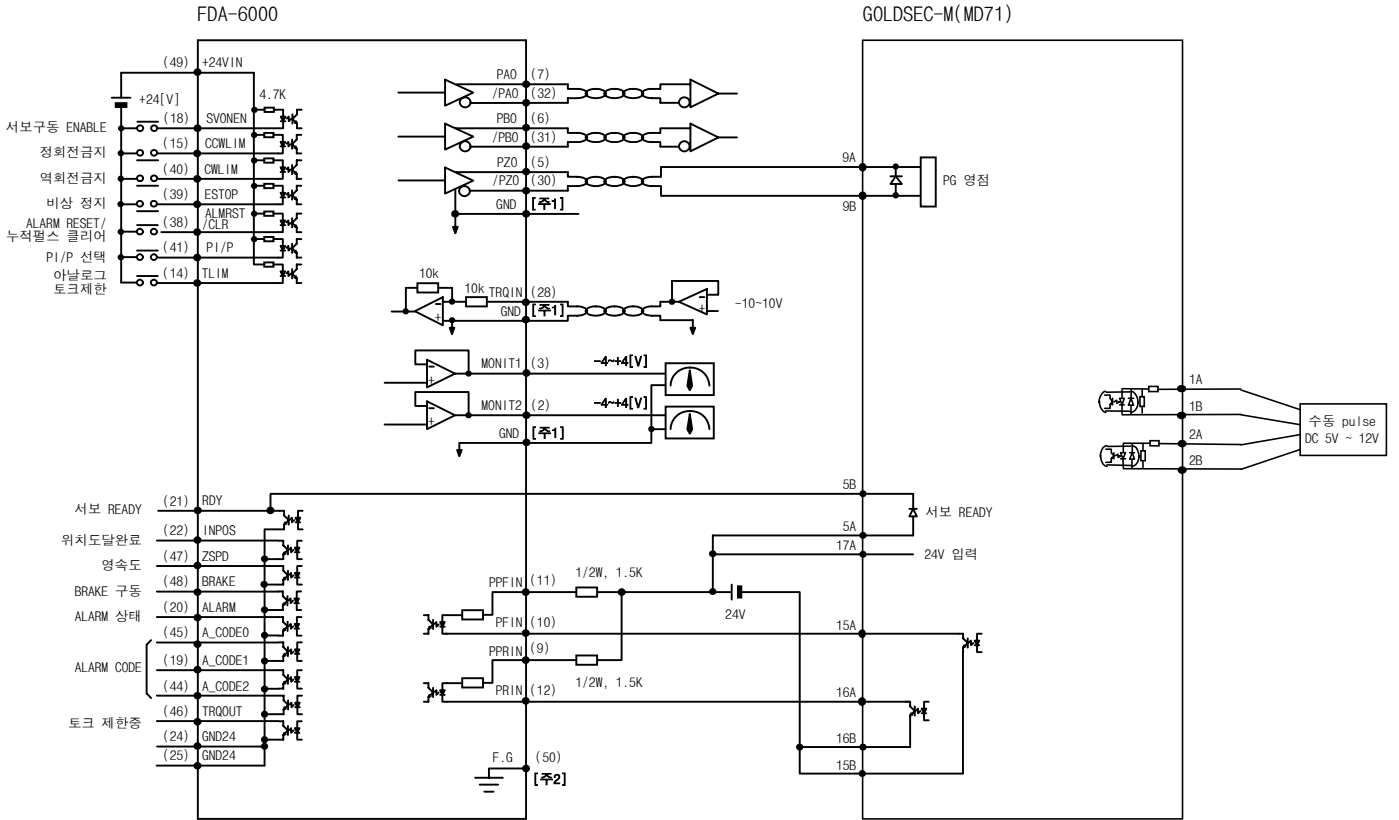 FDA-6000
GOLDSEC-M(MD71)
(49) +24VIN
+24[V]
4.7K
서보구동 ENABLE (18) SVONEN
정회전금지 (15) CCWLIM
역회전금지 (40) CWLIM
비상 정지 (39) ESTOP
ALARM RESET/
누적펄스 클리어
(38) ALMRST
/CLR
PI/P 선택 (41) PI/P
아날로그
토크제한
(14) TLIM
PAO (7)
/PAO (32)
PBO (6)
/PBO (31)
PZO (5)
/PZO (30)
GND [주1]
9A
9B
PG 영점
10k
10k TRQIN (28)
GND [주1]
-10~10V
MONIT1 (3) -4~+4[V]
MONIT2 (2) -4~+4[V]
GND [주1]
1A
1B
2A
2B
수동 pulse
DC 5V ~ 12V
서보 READY (21) RDY
위치도달완료 (22) INPOS
영속도 (47) ZSPD
BRAKE 구동 (48) BRAKE
ALARM 상태 (20) ALARM
(45) A_CODE0
ALARM CODE (19) A_CODE1
(44) A_CODE2
토크 제한중 (46) TRQOUT
(24) GND24
(25) GND24
5B
서보 READY
5A
17A
24V 입력
PPFIN (11) 1/2W, 1.5K
24V
PFIN (10)
15A
PPRIN (9)
1/2W, 1.5K
PRIN (12)
16A
16B
15B
F.G (50)
[주2]